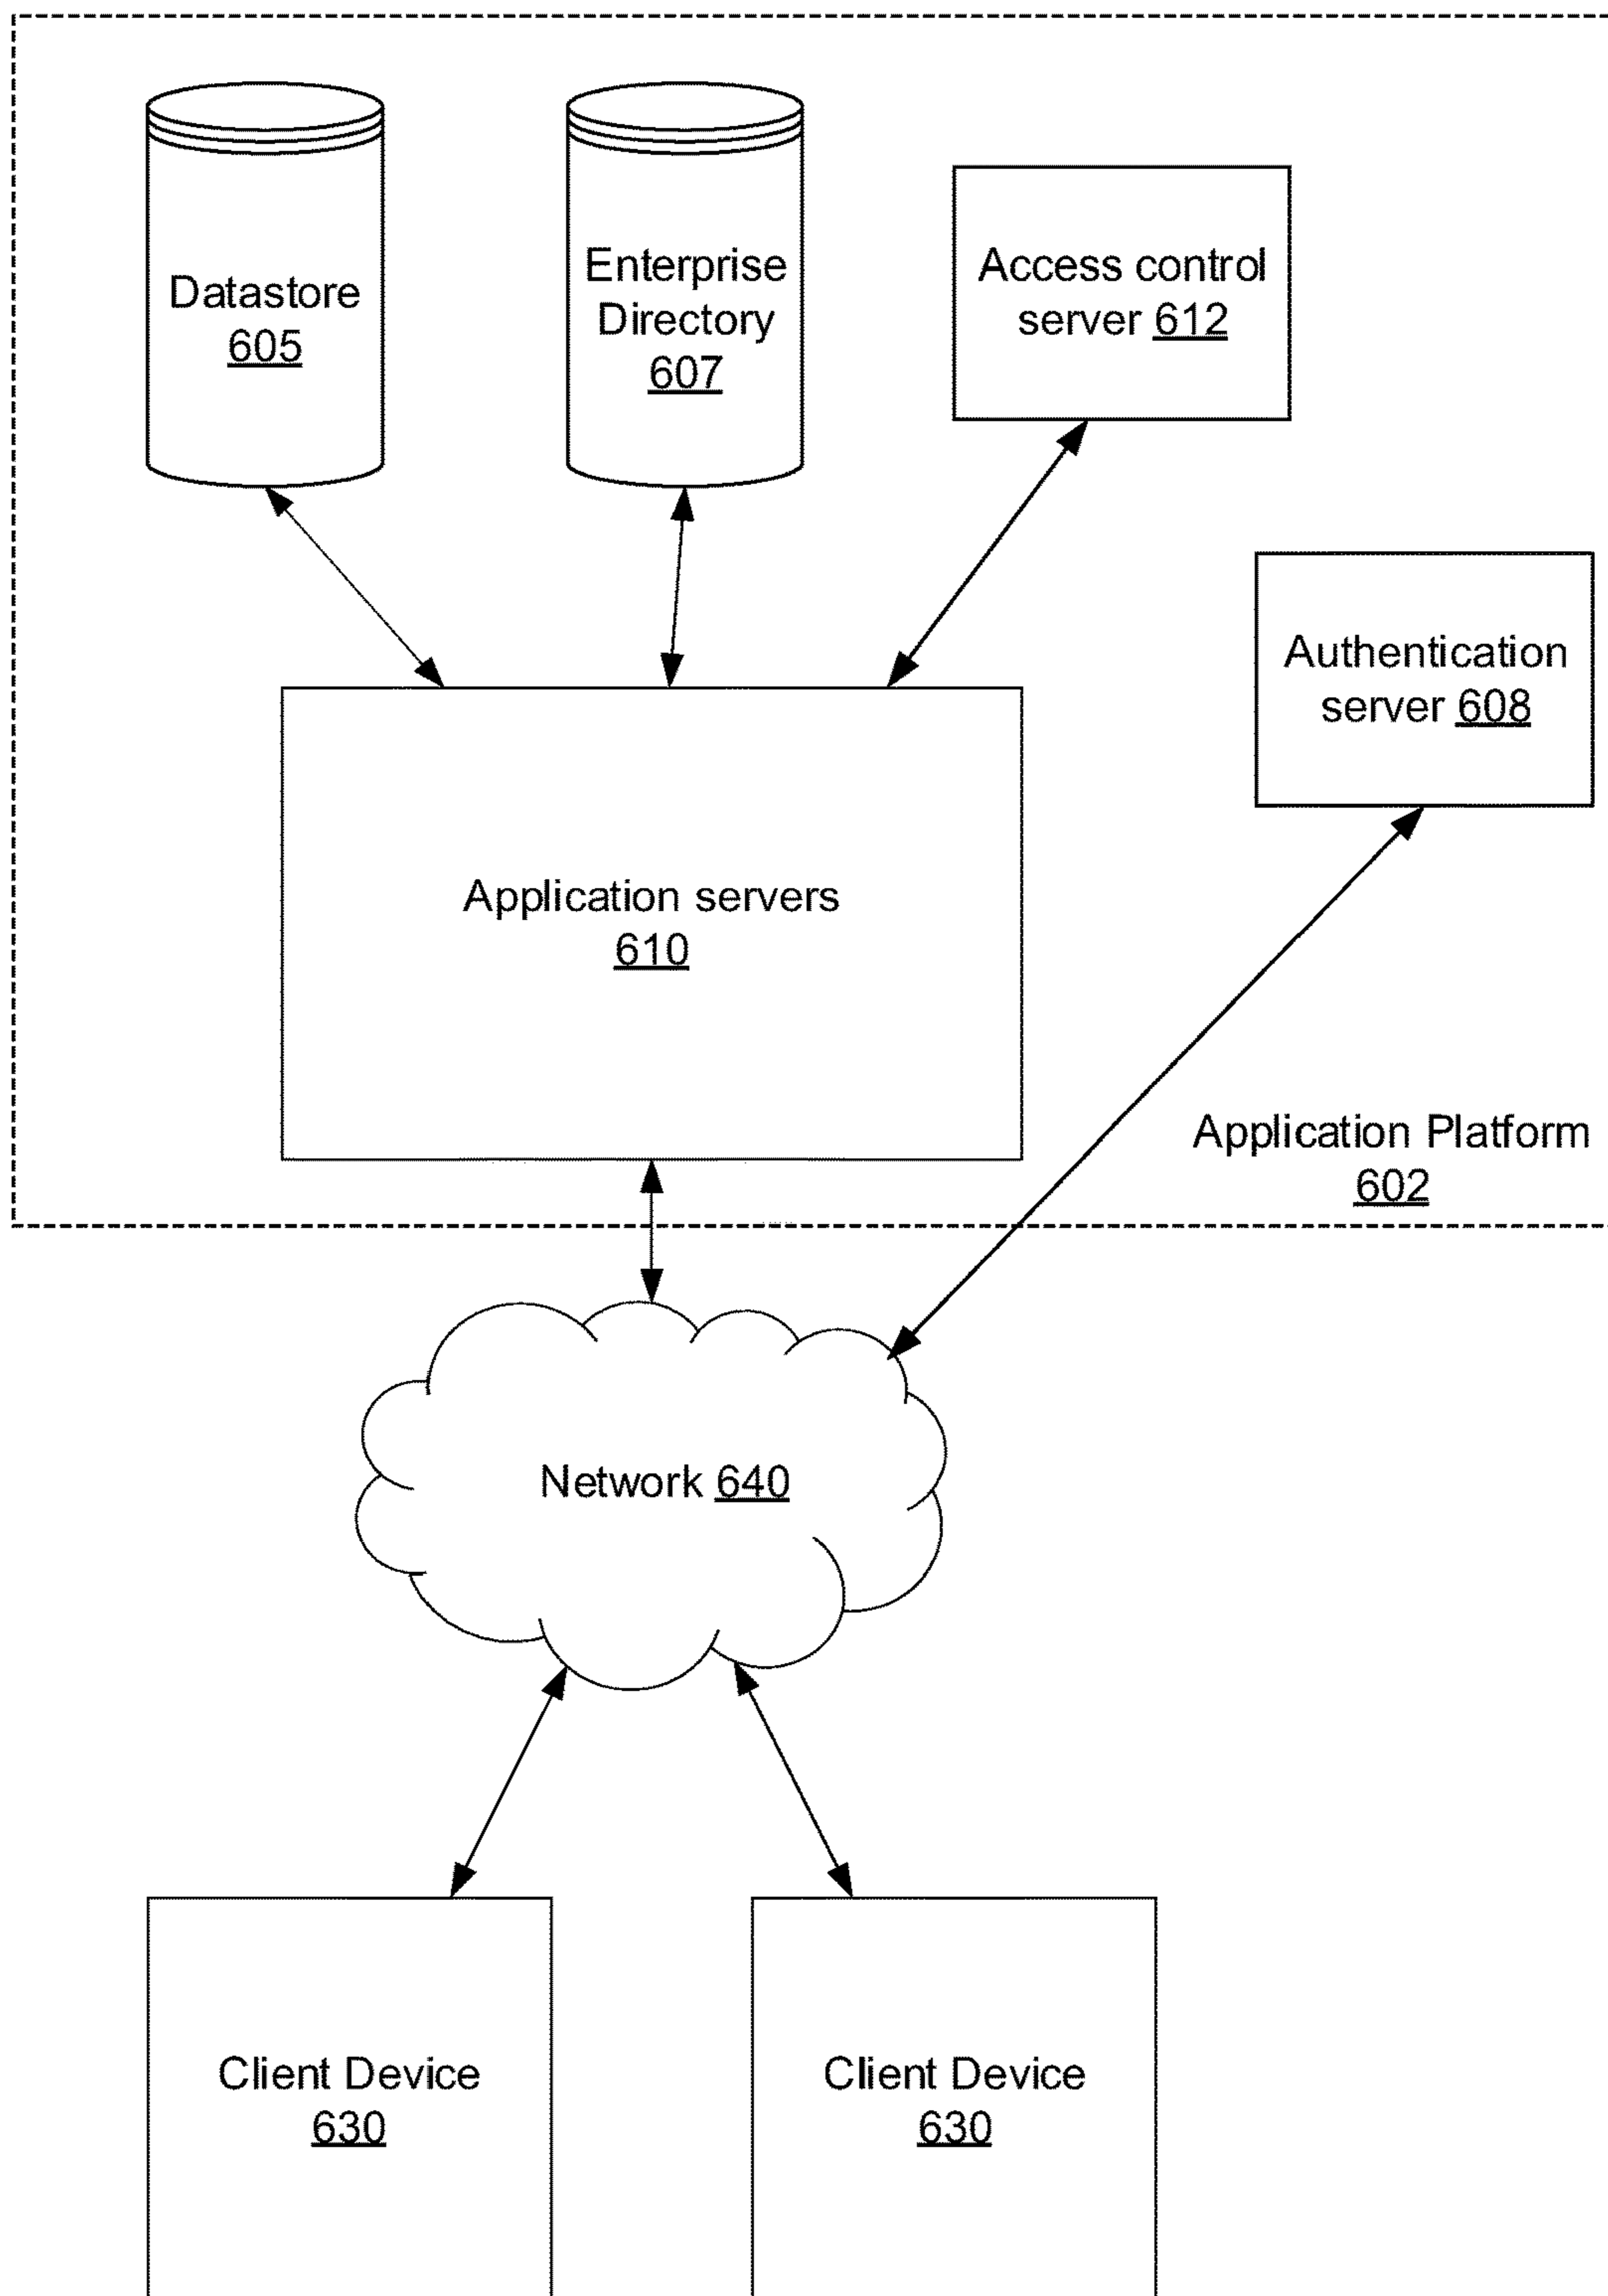 Datastore
605
Enterprise
Directory
607
Access control
server 612
Authentication
server 608
Application servers
610
Application Platform
602
Network 640
Client Device
630
Client Device
630